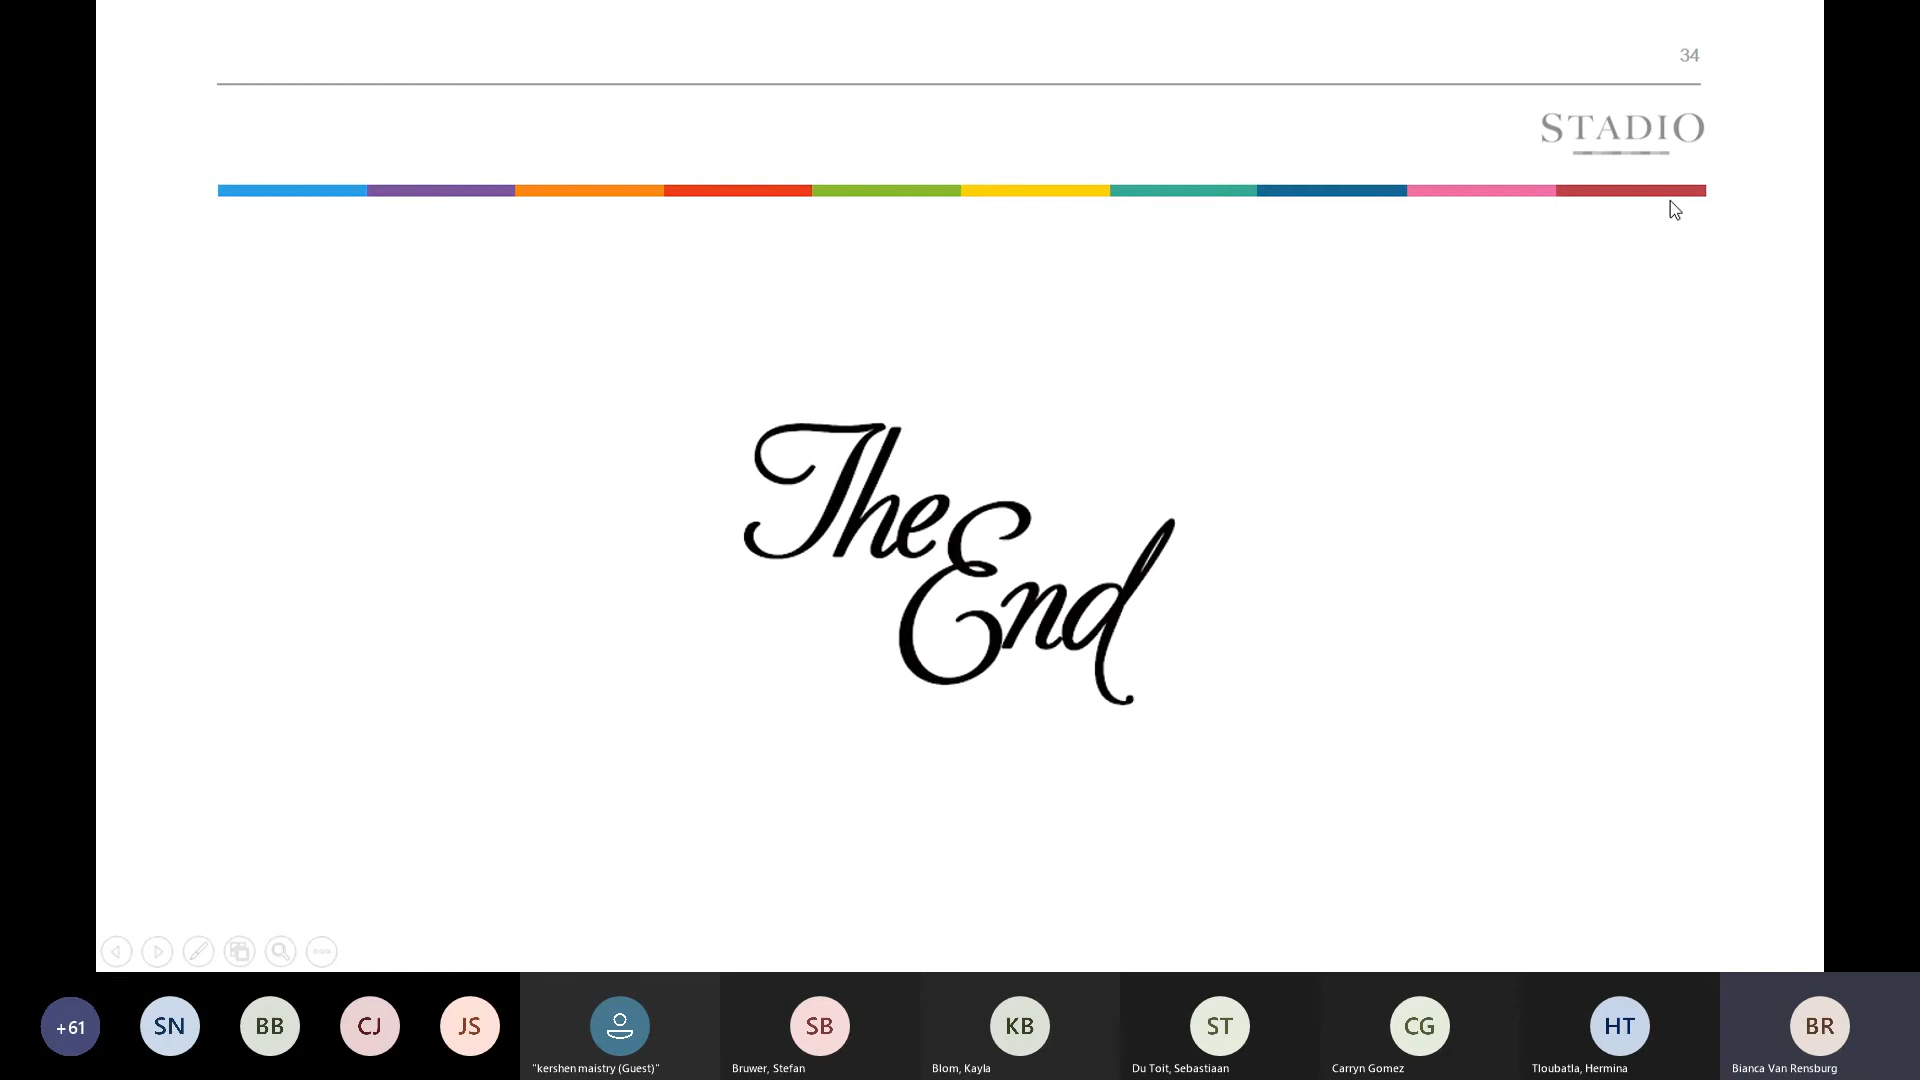 34
STADIO
The
End
+61
SN
BB
CJ
JS
SB
KB
ST
CG
HT
BR
"kershen maistry (Guest)"
Bruwer, Stefan
Blom, Kayla
Du Toit, Sebastiaan
Carryn Gomez
Tloubatla, Hermina
Bianca Van Rensburg